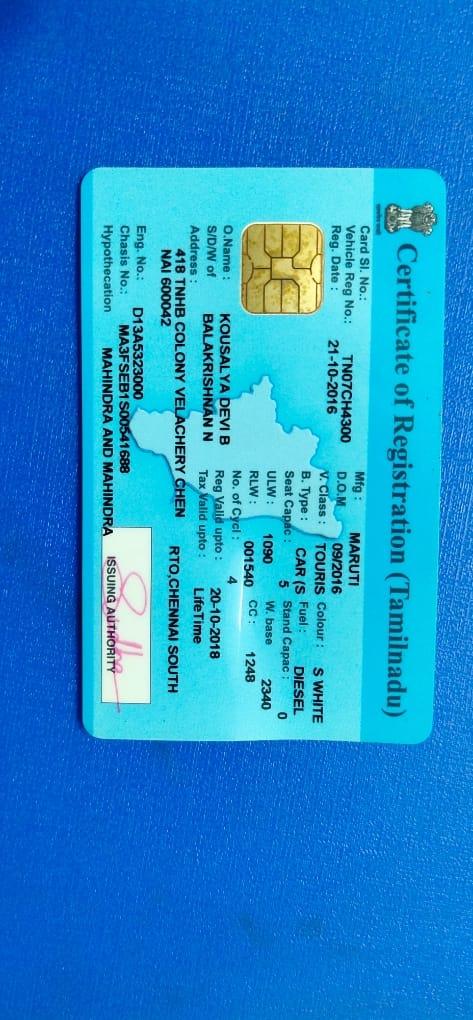 Certificate of Registration (Tamilnadu)
Card Sl. No.:
Vehicle Reg No.: TN07CH4300
Reg. Date : 21-10-2016
Mfg : MARUTI
D.O.M 09/2016
V. Class : TOURIS Colour : S WHITE
B. Type : CAR (S Fuel : DIESEL
Seat Capac : 5 Stand Capac : 0
ULW : 1090 W. base 2340
RLW : 001540 CC : 1248
No. of Cycl : 4
Reg Valid upto : 20-10-2018
Tax Valid upto : LifeTime
O.Name : KOUSALYA DEVI B
S/D/W of BALAKRISHNAN N
Address :
418 TNHB COLONY VELACHERY CHEN
NAI 600042
RTO,CHENNAI SOUTH
Eng. No.: D13A5323000
Chasis No.: MA3FSEB1S00541688
Hypothecation MAHINDRA AND MAHINDRA
ISSUING AUTHORITY